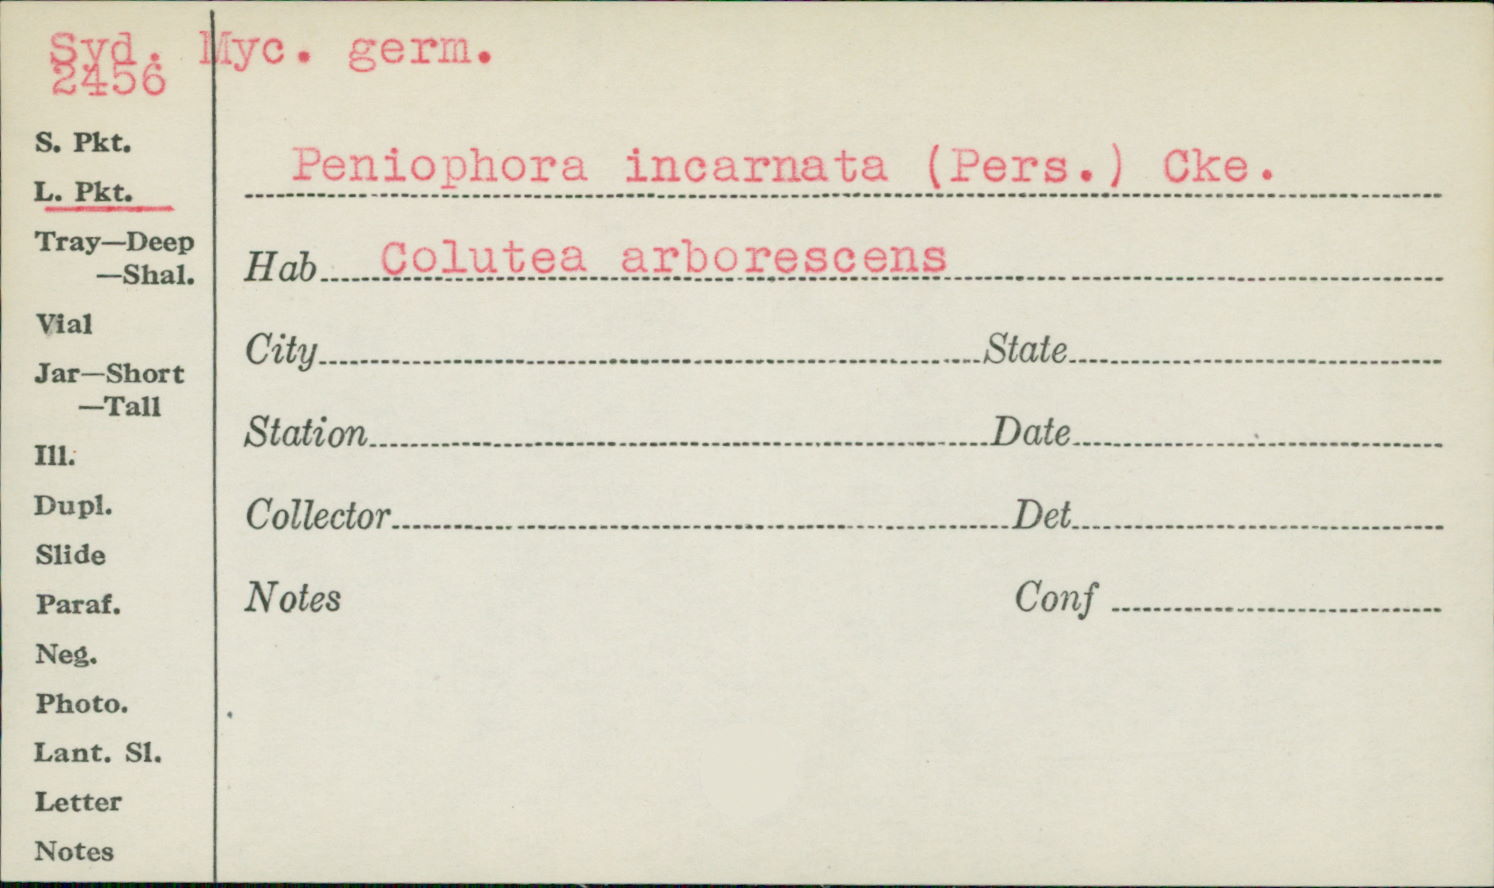 Syd. Myc. germ.
2456
S. Pkt.
L. Pkt.
Tray—Deep
—Shal.
Vial
Jar—Short
—Tall
Ill.
Dupl.
Slide
Paraf.
Neg.
Photo.
Lant. Sl.
Letter
Notes
Peniophora incarnata (Pers.) Cke.
Hab Colutea arborescens
City State
Station Date
Collector Det
Notes Conf